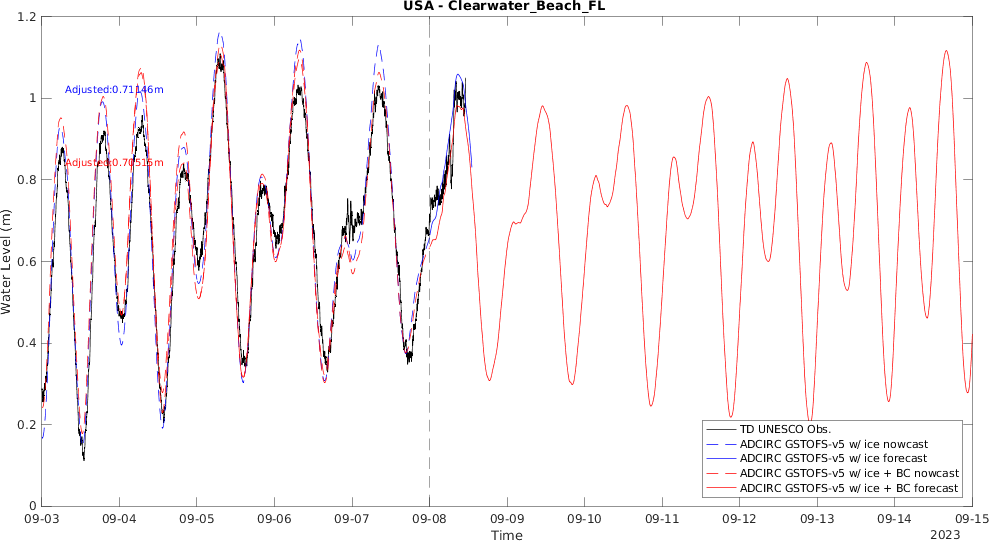 USA - Clearwater_Beach_FL
1.2
1
0.8
0.6
0.4
0.2
0
Water Level (m)
Adjusted:0.71146m
Adjusted:0.70515m
TD UNESCO Obs.
ADCIRC GSTOFS-v5 w/ ice nowcast
ADCIRC GSTOFS-v5 w/ ice forecast
ADCIRC GSTOFS-v5 w/ ice + BC nowcast
ADCIRC GSTOFS-v5 w/ ice + BC forecast
09-03 09-04 09-05 09-06 09-07 09-08 09-09 09-10 09-11 09-12 09-13 09-14 09-15
Time
2023